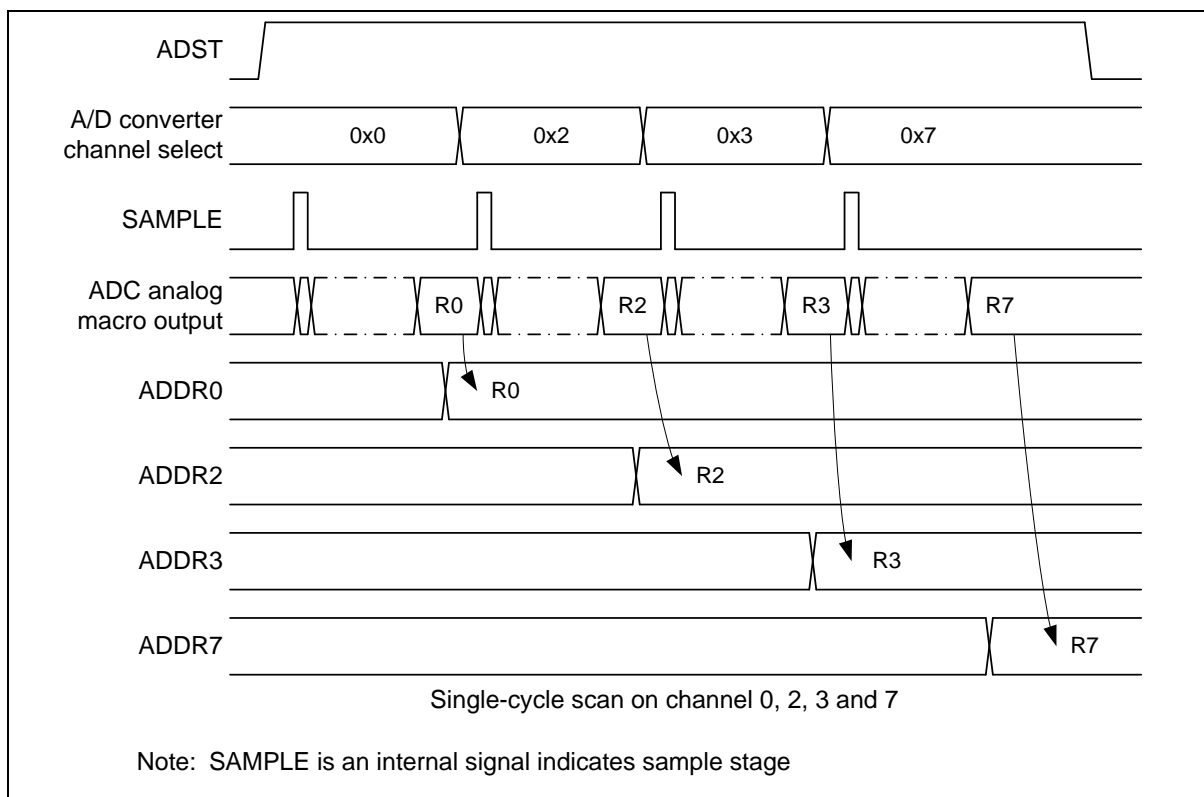 ADST
A/D converter
channel select
0x0
0x2
0x3
0x7
SAMPLE
ADC analog
macro output
R0
R2
R3
R7
ADDR0
R0
ADDR2
R2
ADDR3
R3
ADDR7
R7
Single-cycle scan on channel 0, 2, 3 and 7
Note: SAMPLE is an internal signal indicates sample stage